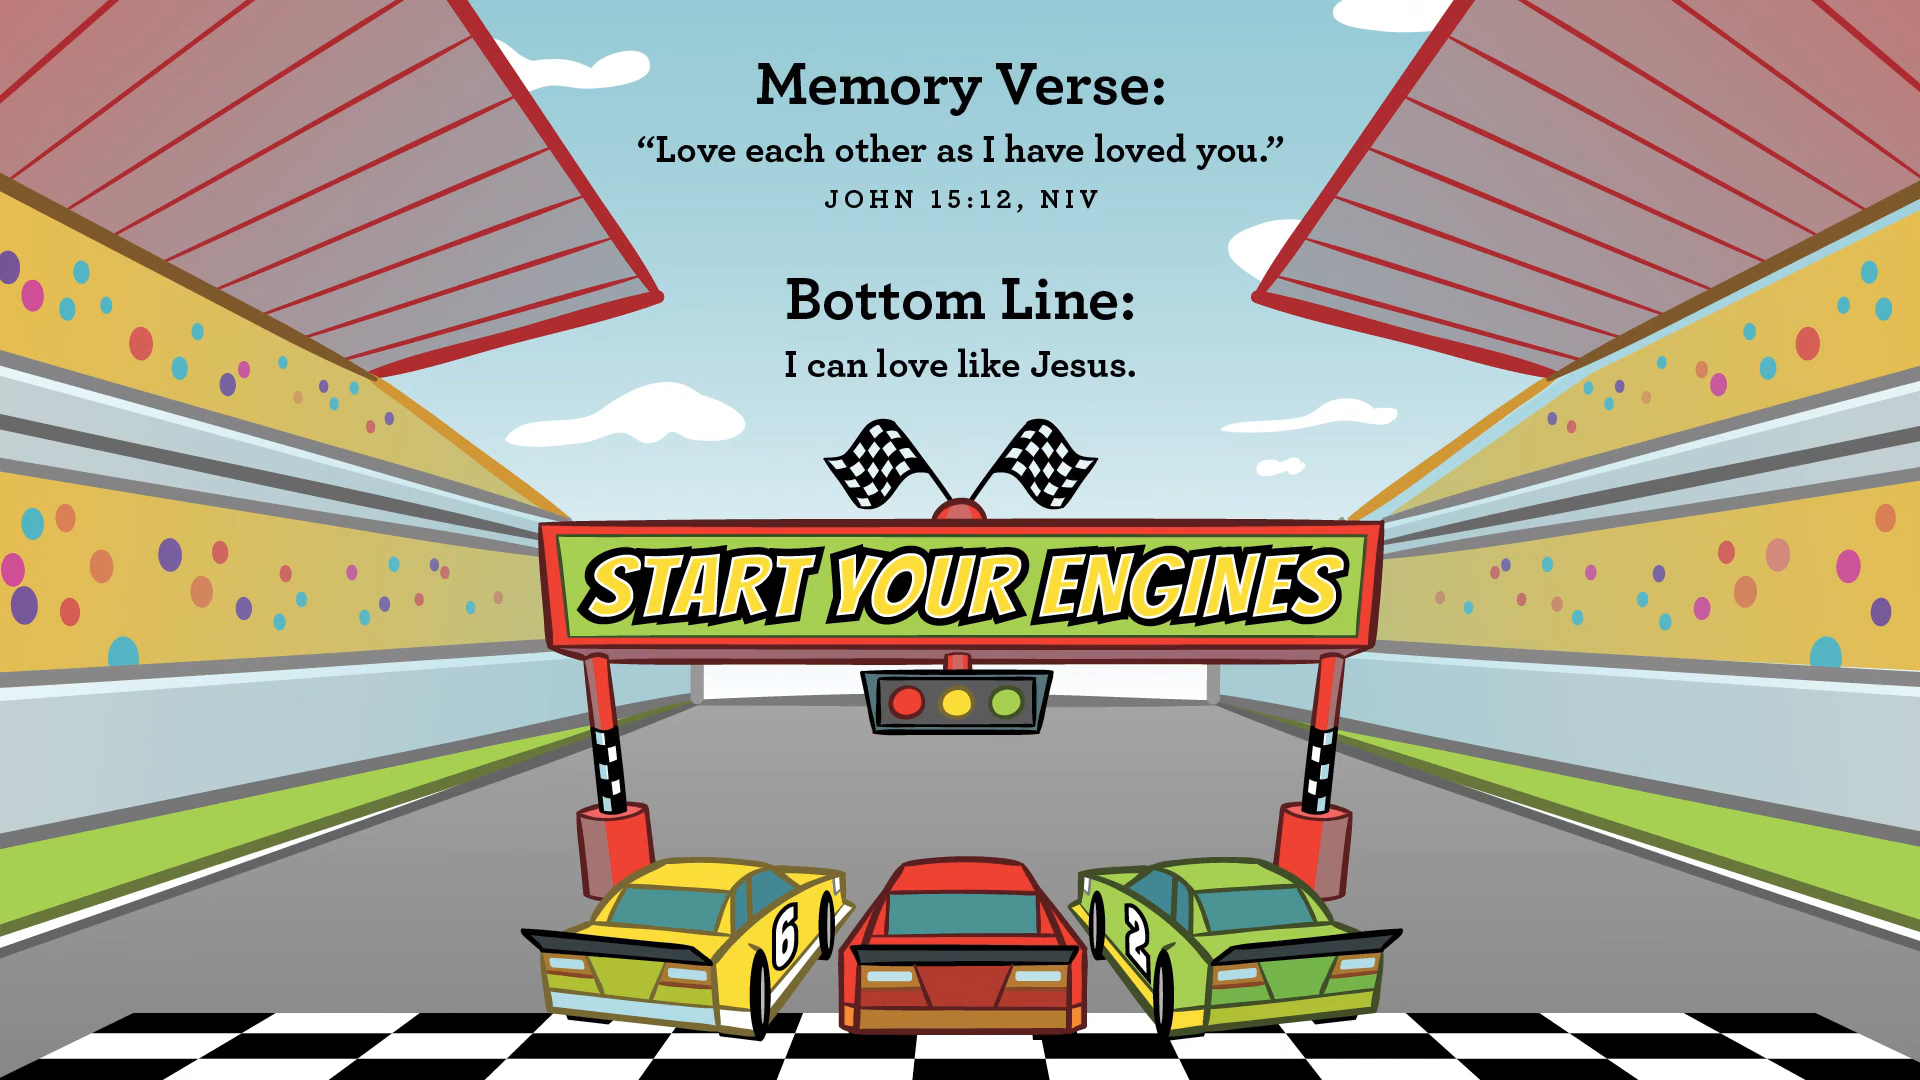 Memory Verse:
“Love each other as I have loved you.”
JOHN 15:12, NIV
Bottom Line:
I can love like Jesus.
START YOUR ENGINES
6
2